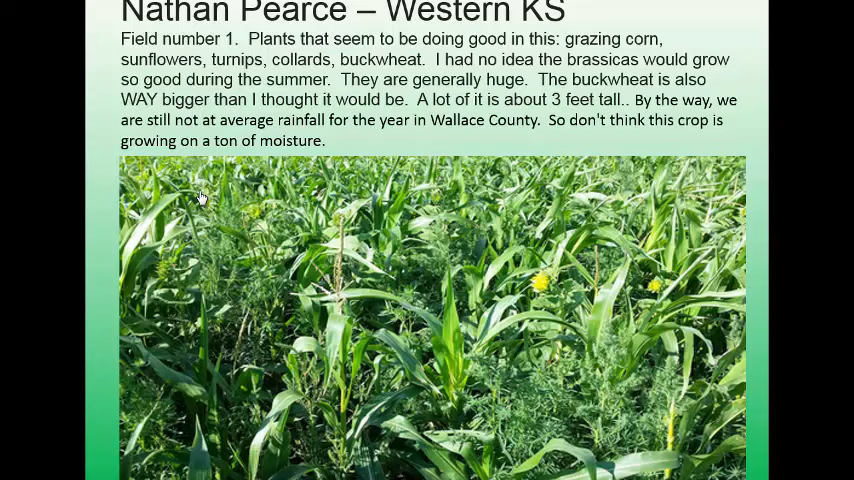 Nathan Pearce – Western KS
Field number 1.  Plants that seem to be doing good in this: grazing corn,
sunflowers, turnips, collards, buckwheat.  I had no idea the brassicas would grow
so good during the summer.  They are generally huge.  The buckwheat is also
WAY bigger than I thought it would be.  A lot of it is about 3 feet tall.. By the way, we
are still not at average rainfall for the year in Wallace County.  So don't think this crop is
growing on a ton of moisture.